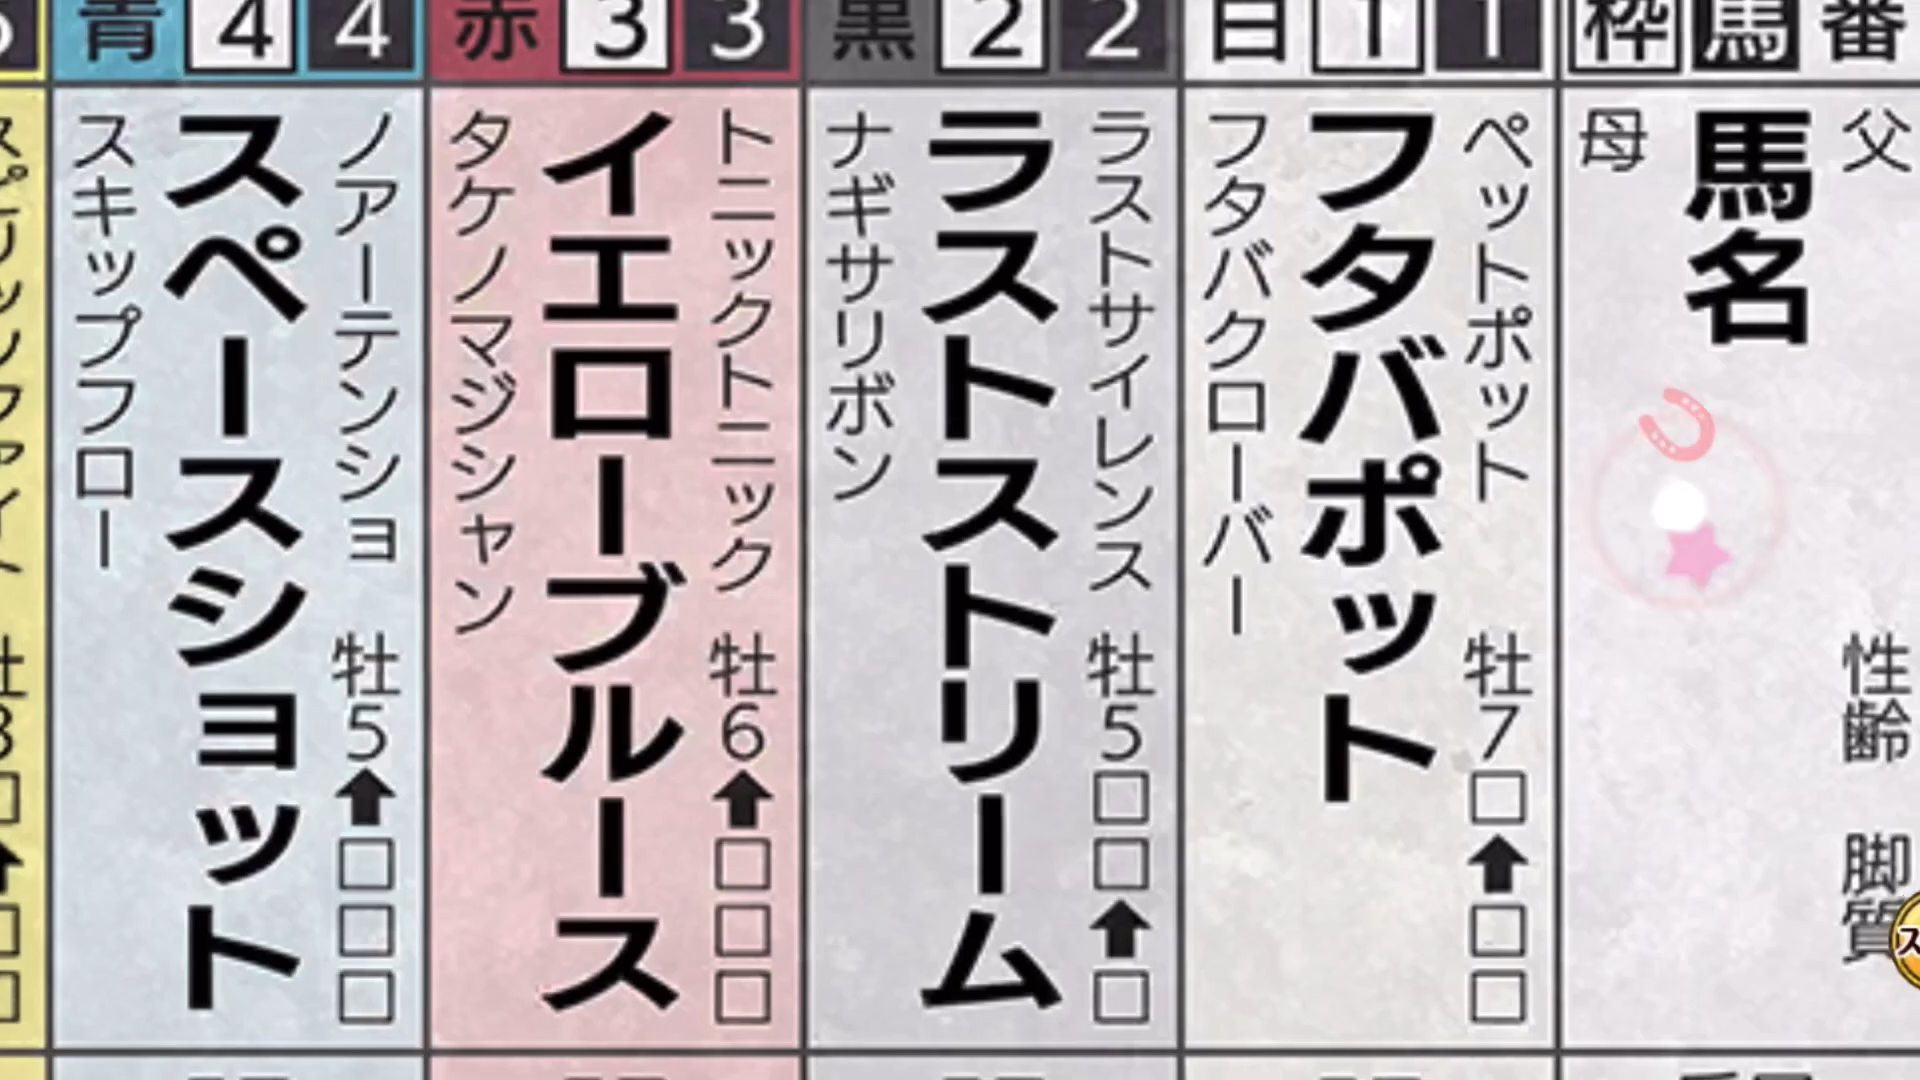 枠 馬 番
父 性齢 脚質
馬名
母
白 1 1
ペットポット 牡7□⬆□□
フタバポット
フタバクローバー
黒 2 2
ラストサイレンス 牡5□□⬆□
ラストストリーム
ナギサリボン
赤 3 3
トニックトニック 牡6⬆□□□
イエローブルース
タケノマジシャン
青 4 4
ノアーテンショ 牡5⬆□□□
スペースショット
スキップフロー